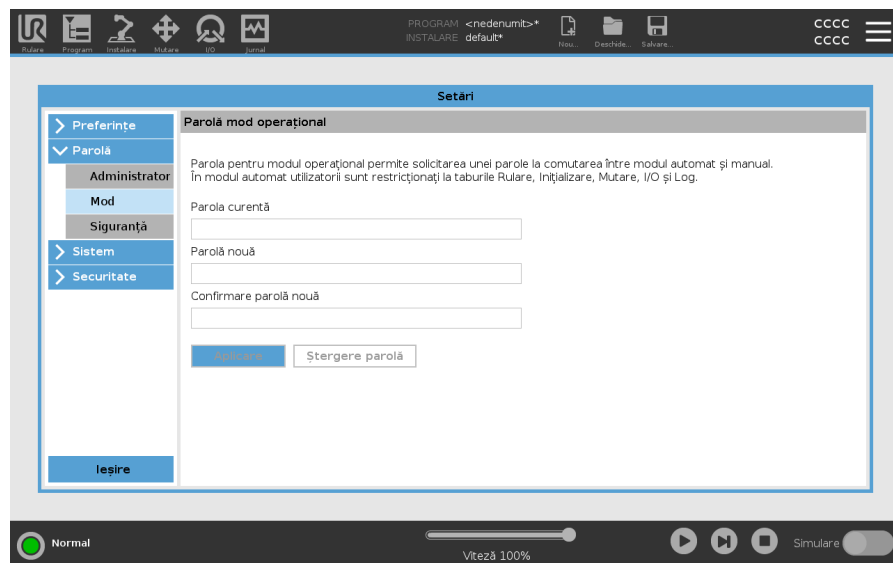 PROGRAM <nedenumit>*
INSTALARE default*
cccc
cccc
Rulare
Program
Instalare
Mutare
I/O
Jurnal
Nou...
Deschide...
Salvare...
Setări
Preferințe
Parolă
Administrator
Mod
Siguranță
Sistem
Securitate
Ieșire
Parolă mod operațional
Parola pentru modul operațional permite solicitarea unei parole la comutarea între modul automat și manual.
În modul automat utilizatorii sunt restricționați la taburile Rulare, Inițializare, Mutare, I/O și Log.
Parola curentă
Parolă nouă
Confirmare parolă nouă
Aplicare
Ștergere parolă
Normal
Viteză 100%
Simulare